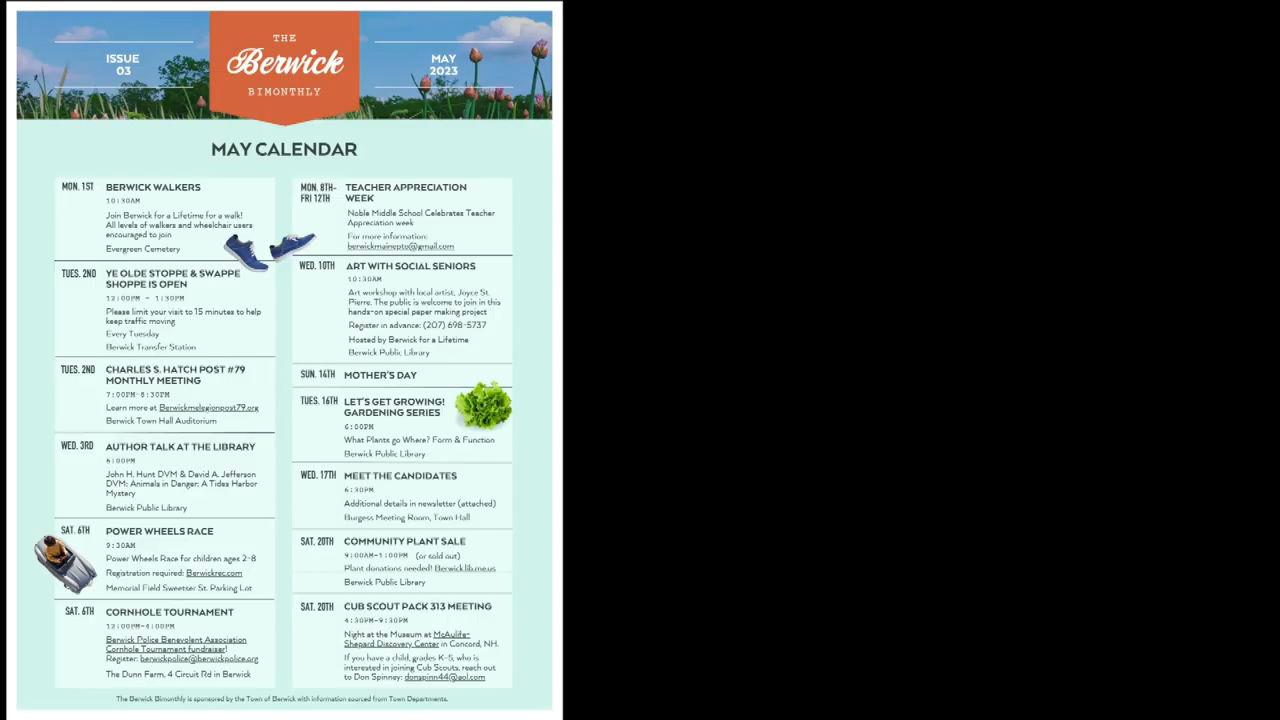 THE
Berwick
BIMONTHLY
ISSUE
03
MAY
2023
MAY CALENDAR
MON. 1ST
BERWICK WALKERS
10:30AM
Join Berwick for a Lifetime for a walk!
All levels of walkers and wheelchair users
encouraged to join
Evergreen Cemetery
TUES. 2ND
YE OLDE STOPPE & SWAPPE
SHOPPE IS OPEN
12:00PM - 1:30PM
Please limit your visit to 15 minutes to help
keep traffic moving
Every Tuesday
Berwick Transfer Station
TUES. 2ND
CHARLES S. HATCH POST #79
MONTHLY MEETING
7:00PM-8:30PM
Learn more at Berwickmelegionpost79.org
Berwick Town Hall Auditorium
WED. 3RD
AUTHOR TALK AT THE LIBRARY
6:00PM
John H. Hunt DVM & David A. Jefferson
DVM: Animals in Danger: A Tides Harbor
Mystery
Berwick Public Library
SAT. 6TH
POWER WHEELS RACE
9:30AM
Power Wheels Race for children ages 2-8
Registration required: Berwickrec.com
Memorial Field Sweetser St. Parking Lot
SAT. 6TH
CORNHOLE TOURNAMENT
12:00PM-4:00PM
Berwick Police Benevolent Association
Cornhole Tournament fundraiser!
Register: berwickpolice@berwickpolice.org
The Dunn Farm, 4 Circuit Rd in Berwick
MON. 8TH-
FRI 12TH
TEACHER APPRECIATION
WEEK
Noble Middle School Celebrates Teacher
Appreciation week
For more information:
berwickmainepto@gmail.com
WED. 10TH
ART WITH SOCIAL SENIORS
10:30AM
Art workshop with local artist, Joyce St.
Pierre. The public is welcome to join in this
hands-on special paper making project
Register in advance: (207) 698-5737
Hosted by Berwick for a Lifetime
Berwick Public Library
SUN. 14TH
MOTHER'S DAY
TUES. 16TH
LET'S GET GROWING!
GARDENING SERIES
6:00PM
What Plants go Where? Form & Function
Berwick Public Library
WED. 17TH
MEET THE CANDIDATES
6:30PM
Additional details in newsletter (attached)
Burgess Meeting Room, Town Hall
SAT. 20TH
COMMUNITY PLANT SALE
9:00AM-1:00PM (or sold out)
Plant donations needed! Berwick.lib.me.us
Berwick Public Library
SAT. 20TH
CUB SCOUT PACK 313 MEETING
4:30PM-9:30PM
Night at the Museum at McAulife-
Shepard Discovery Center in Concord, NH.
If you have a child, grades K-5, who is
interested in joining Cub Scouts, reach out
to Don Spinney: donspinn44@aol.com
The Berwick Bimonthly is sponsored by the Town of Berwick with information sourced from Town Departments.